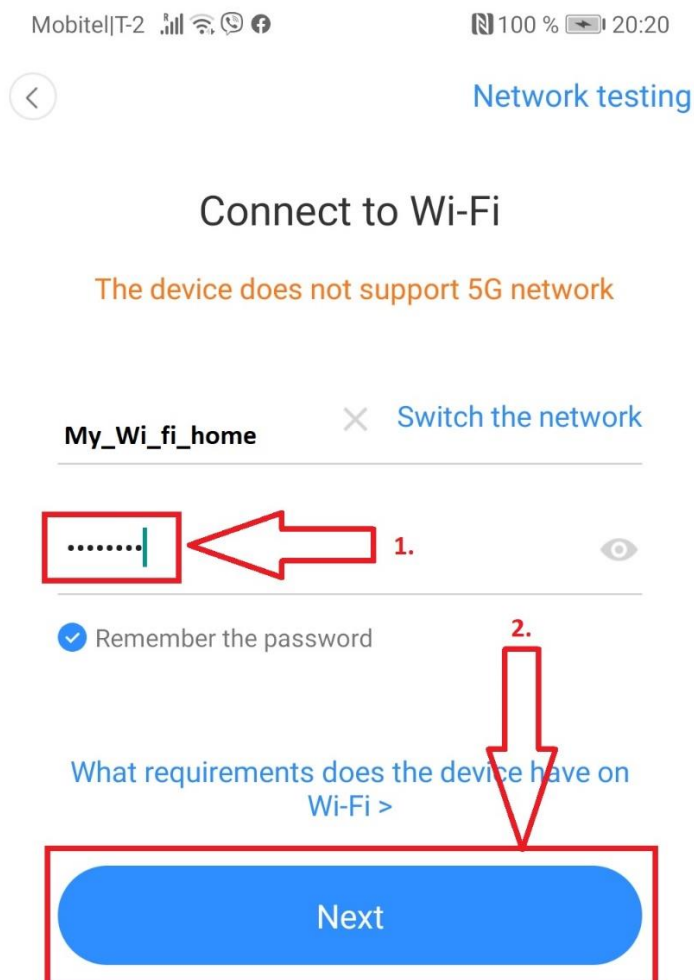 Mobitel|T-2 R 100 % 20:20
Network testing
Connect to Wi-Fi
The device does not support 5G network
My_Wi_fi_home Switch the network
•••••••• 1.
Remember the password 2.
What requirements does the device have on
Wi-Fi >
Next